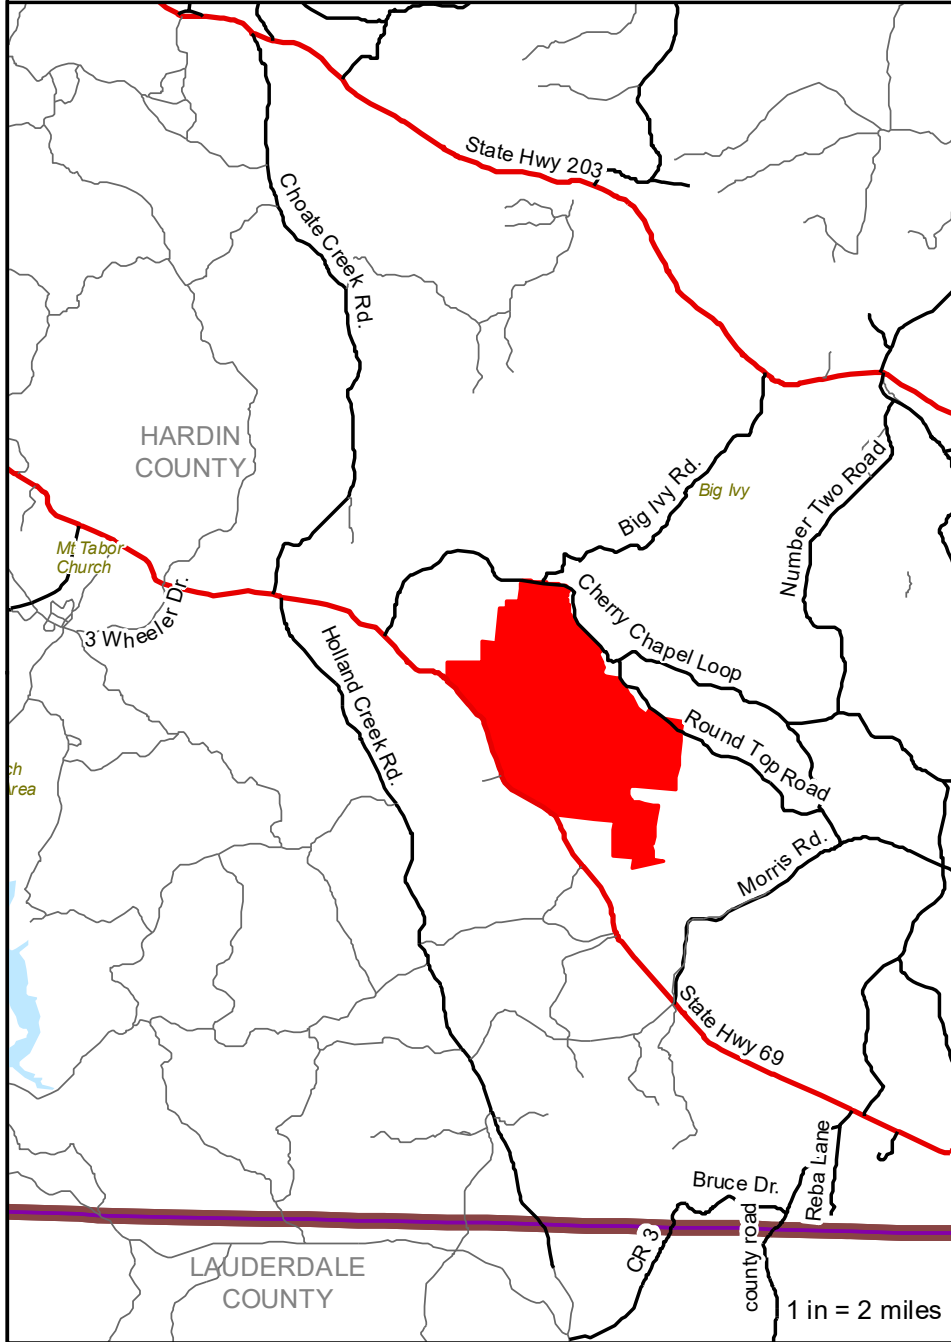 State Hwy 203
Choate Creek Rd.
HARDIN
COUNTY
Big Ivy Rd.
Big Ivy
Number Two Road
Mt Tabor
Church
3 Wheeler Dr.
Cherry Chapel Loop
Holland Creek Rd.
Round Top Road
ch
Area
Morris Rd.
State Hwy 69
Reba Lane
Bruce Dr.
CR 3
county road
LAUDERDALE
COUNTY
1 in = 2 miles